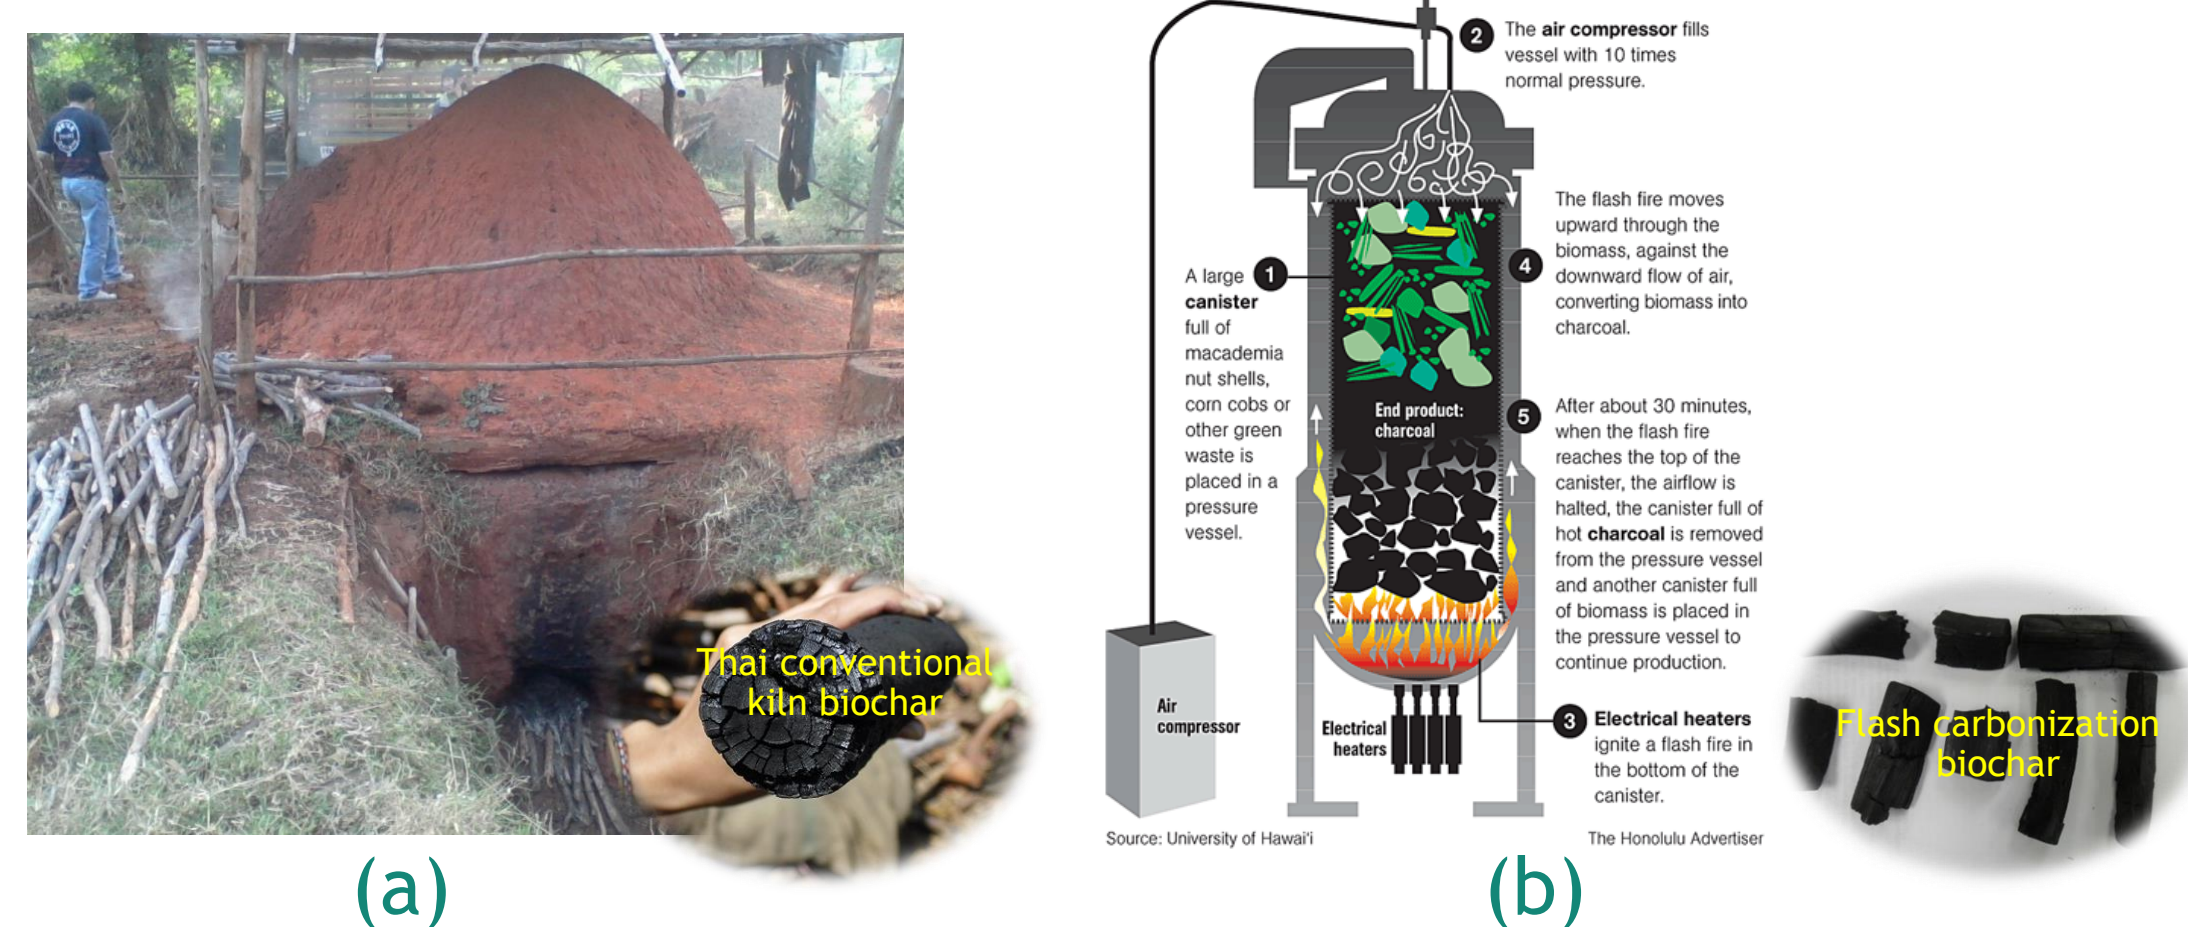 Thai conventional
kiln biochar
(a)
2
The air compressor fills
vessel with 10 times
normal pressure.
1
A large
canister
full of
macademia
nut shells,
corn cobs or
other green
waste is
placed in a
pressure
vessel.
4
The flash fire moves
upward through the
biomass, against the
downward flow of air,
converting biomass into
charcoal.
End product:
charcoal
5
After about 30 minutes,
when the flash fire
reaches the top of the
canister, the airflow is
halted, the canister full of
hot charcoal is removed
from the pressure vessel
and another canister full
of biomass is placed in
the pressure vessel to
continue production.
Air
compressor
Electrical
heaters
3
Electrical heaters
ignite a flash fire in
the bottom of the
canister.
Source: University of Hawai'i
The Honolulu Advertiser
Flash carbonization
biochar
(b)